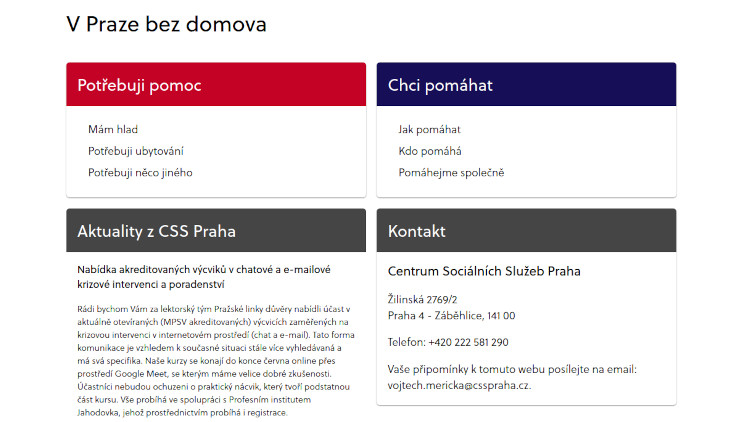 V Praze bez domova
Potřebuji pomoc
Mám hlad
Potřebuji ubytování
Potřebuji něco jiného
Chci pomáhat
Jak pomáhat
Kdo pomáhá
Pomáhejme společně
Aktuality z CSS Praha
Nabídka akreditovaných výcviků v chatové a e-mailové
krizové intervenci a poradenství
Rádi bychom Vám za lektorský tým Pražské linky důvěry nabídli účast v
aktuálně otevíraných (MPSV akreditovaných) výcvicích zaměřených na
krizovou intervenci v internetovém prostředí (chat a e-mail). Tato forma
komunikace je vzhledem k současné situaci stále více vyhledávaná a
má svá specifika. Naše kurzy se konají do konce června online přes
prostředí Google Meet, se kterým máme velice dobré zkušenosti.
Účastníci nebudou ochuzeni o praktický nácvik, který tvoří podstatnou
část kursu. Vše probíhá ve spolupráci s Profesním institutem
Jahodovka, jehož prostřednictvím probíhá i registrace.
Kontakt
Centrum Sociálních Služeb Praha
Žilinská 2769/2
Praha 4 - Záběhlice, 141 00
Telefon: +420 222 581 290
Vaše připomínky k tomuto webu posílejte na email:
vojtech.mericka@csspraha.cz.